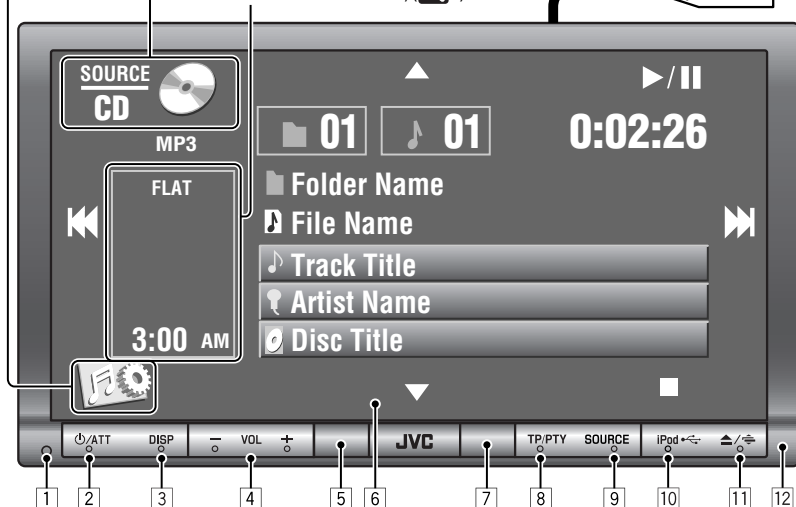 SOURCE
CD
MP3
01 01 0:02:26
FLAT
Folder Name
File Name
Track Title
Artist Name
Disc Title
3:00 AM
⏻/ATT DISP − VOL + JVC TP/PTY SOURCE iPod
1 2 3 4 5 6 7 8 9 10 11 12